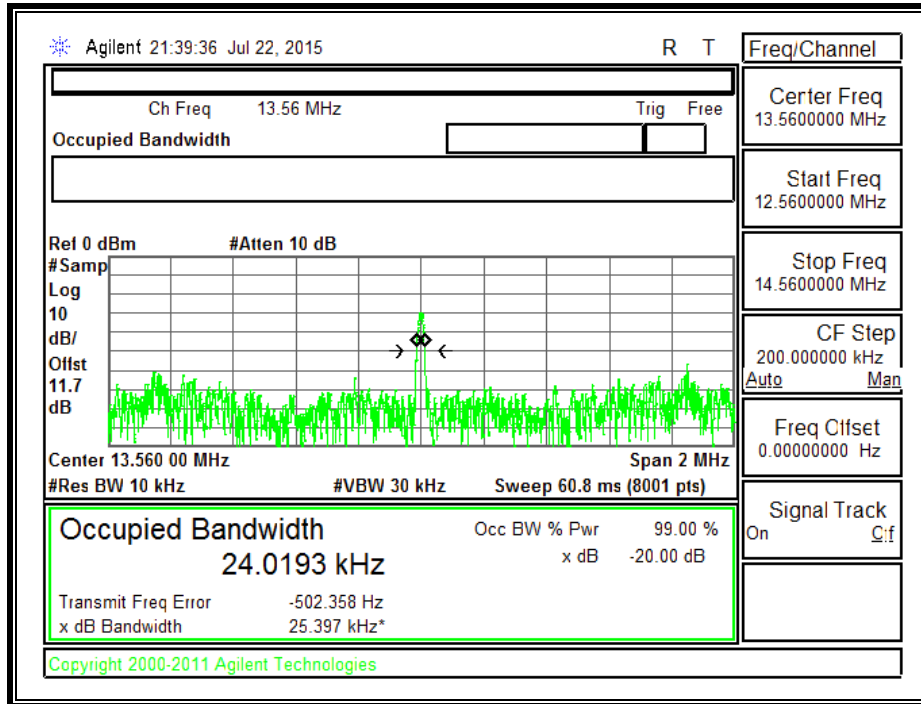 Agilent 21:39:36 Jul 22, 2015 R T
Ch Freq 13.56 MHz Trig Free
Occupied Bandwidth
Ref 0 dBm #Atten 10 dB
#Samp
Log
10
dB/
Offst
11.7
dB
Center 13.560 00 MHz Span 2 MHz
#Res BW 10 kHz #VBW 30 kHz Sweep 60.8 ms (8001 pts)
Occupied Bandwidth
24.0193 kHz
Occ BW % Pwr 99.00 %
x dB -20.00 dB
Transmit Freq Error -502.358 Hz
x dB Bandwidth 25.397 kHz*
Copyright 2000-2011 Agilent Technologies
Freq/Channel
Center Freq
13.5600000 MHz
Start Freq
12.5600000 MHz
Stop Freq
14.5600000 MHz
CF Step
200.000000 kHz
Auto Man
Freq Offset
0.00000000 Hz
Signal Track
On Off